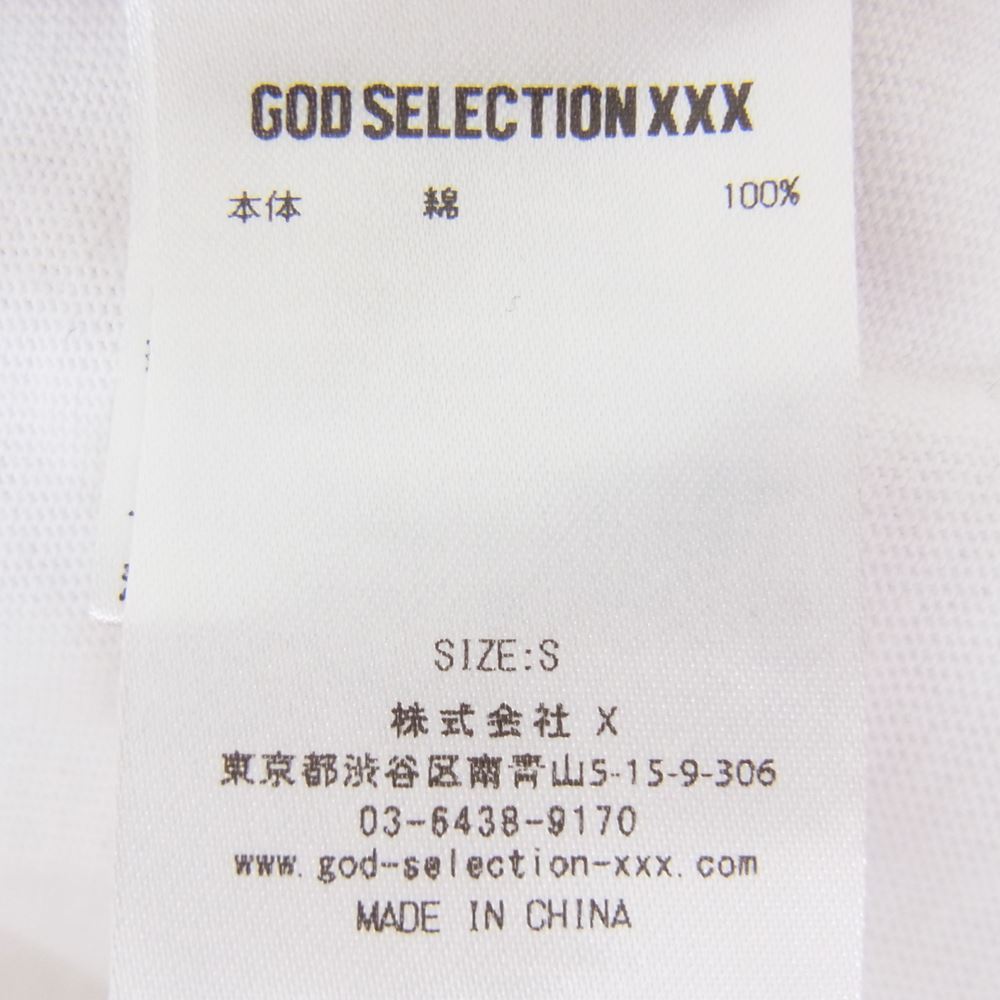 GOD SELECTION XXX
本体 綿 100%
SIZE:S
株式会社 X
東京都渋谷区南青山5-15-9-306
03-6438-9170
www.god-selection-xxx.com
MADE IN CHINA